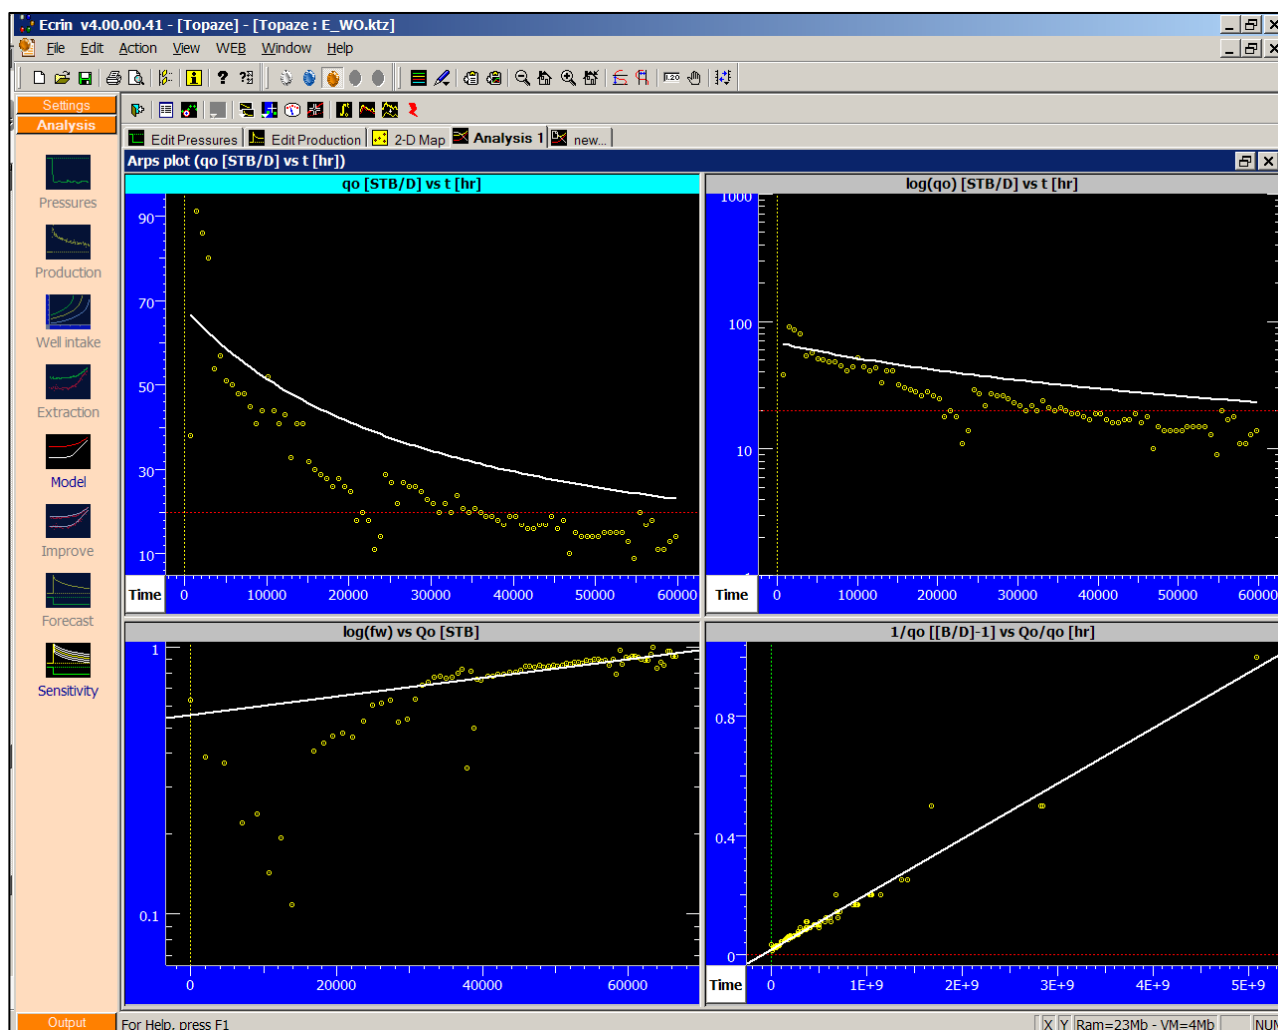 Ecrin v4.00.00.41 - [Topaze] - [Topaze : E_WO.ktz]
File Edit Action View WEB Window Help
Settings
Analysis
Edit Pressures Edit Production 2-D Map Analysis 1 new...
Arps plot (qo [STB/D] vs t [hr])
Pressures
Production
Well intake
Extraction
Model
Improve
Forecast
Sensitivity
Output
qo [STB/D] vs t [hr]
90
70
50
30
10
Time 0 10000 20000 30000 40000 50000 60000
log(qo) [STB/D] vs t [hr]
1000
100
10
1
Time 0 10000 20000 30000 40000 50000 60000
log(fw) vs Qo [STB]
1
0.1
0 20000 40000 60000
1/qo [[B/D]-1] vs Qo/qo [hr]
0.8
0.4
0
Time 0 1E+9 2E+9 3E+9 4E+9 5E+9
For Help, press F1
X Y Ram=23Mb - VM=4Mb NUM